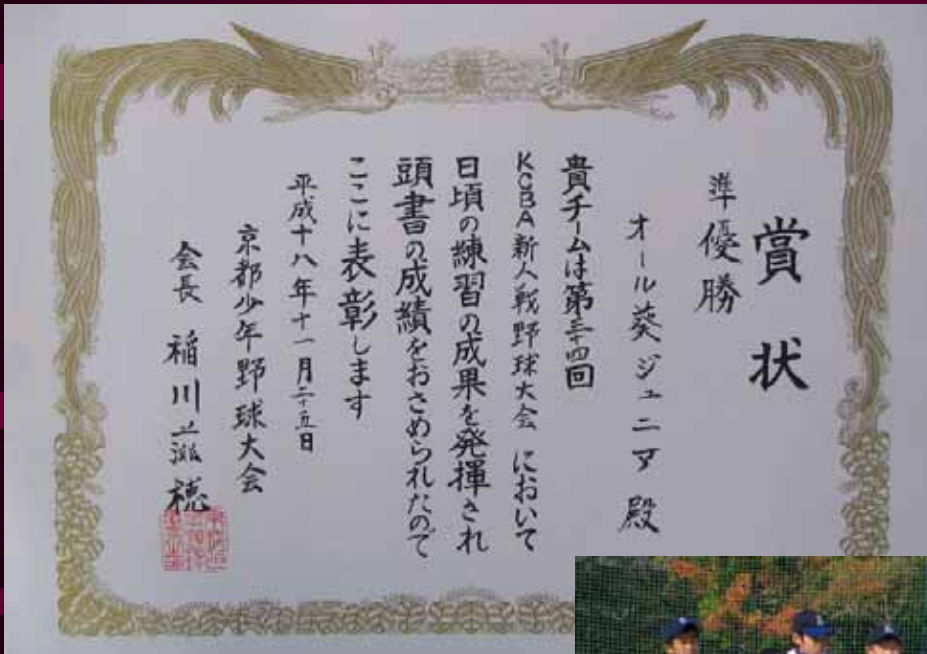 賞状
準優勝
オール葵ジュニア殿
貴チームは第三十四回
KCBA新人戦野球大会 において
日頃の練習の成果を発揮され
頭書の成績をおさめられたので
ここに表彰します
平成十八年十一月二十五日
京都少年野球大会
会長 稲川滋穂